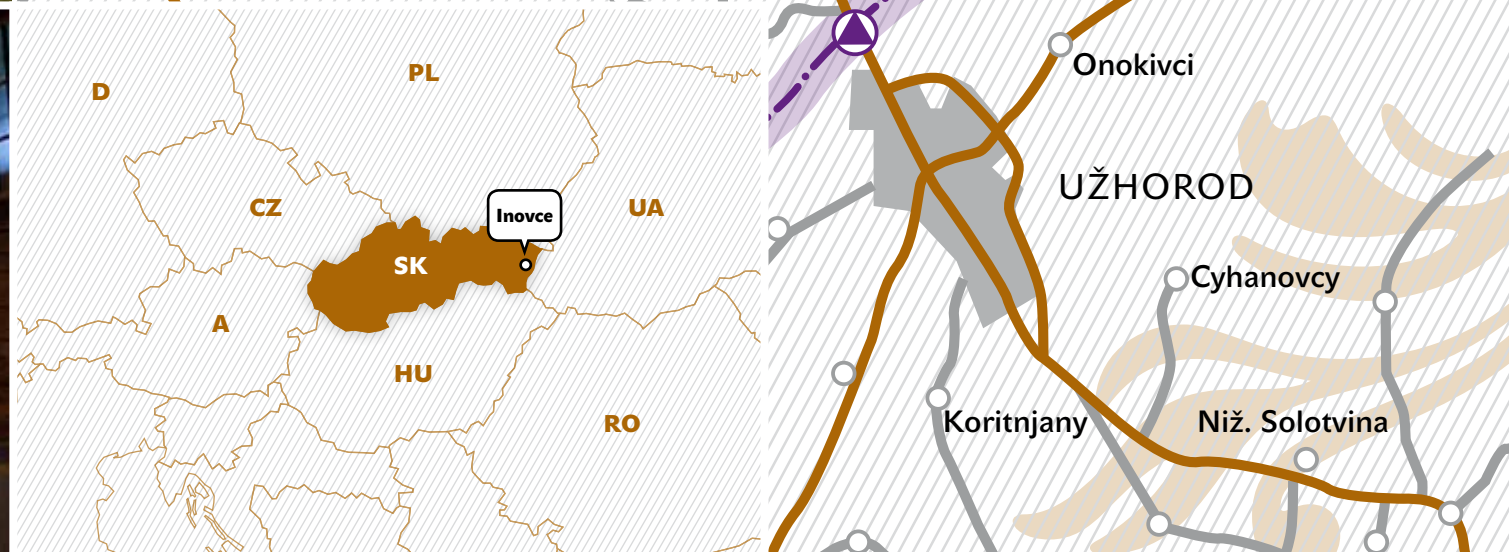 D
PL
CZ
UA
Inovce
SK
A
HU
RO
Onokivci
UŽHOROD
Cyhanovcy
Koritnjany
Niž. Solotvina